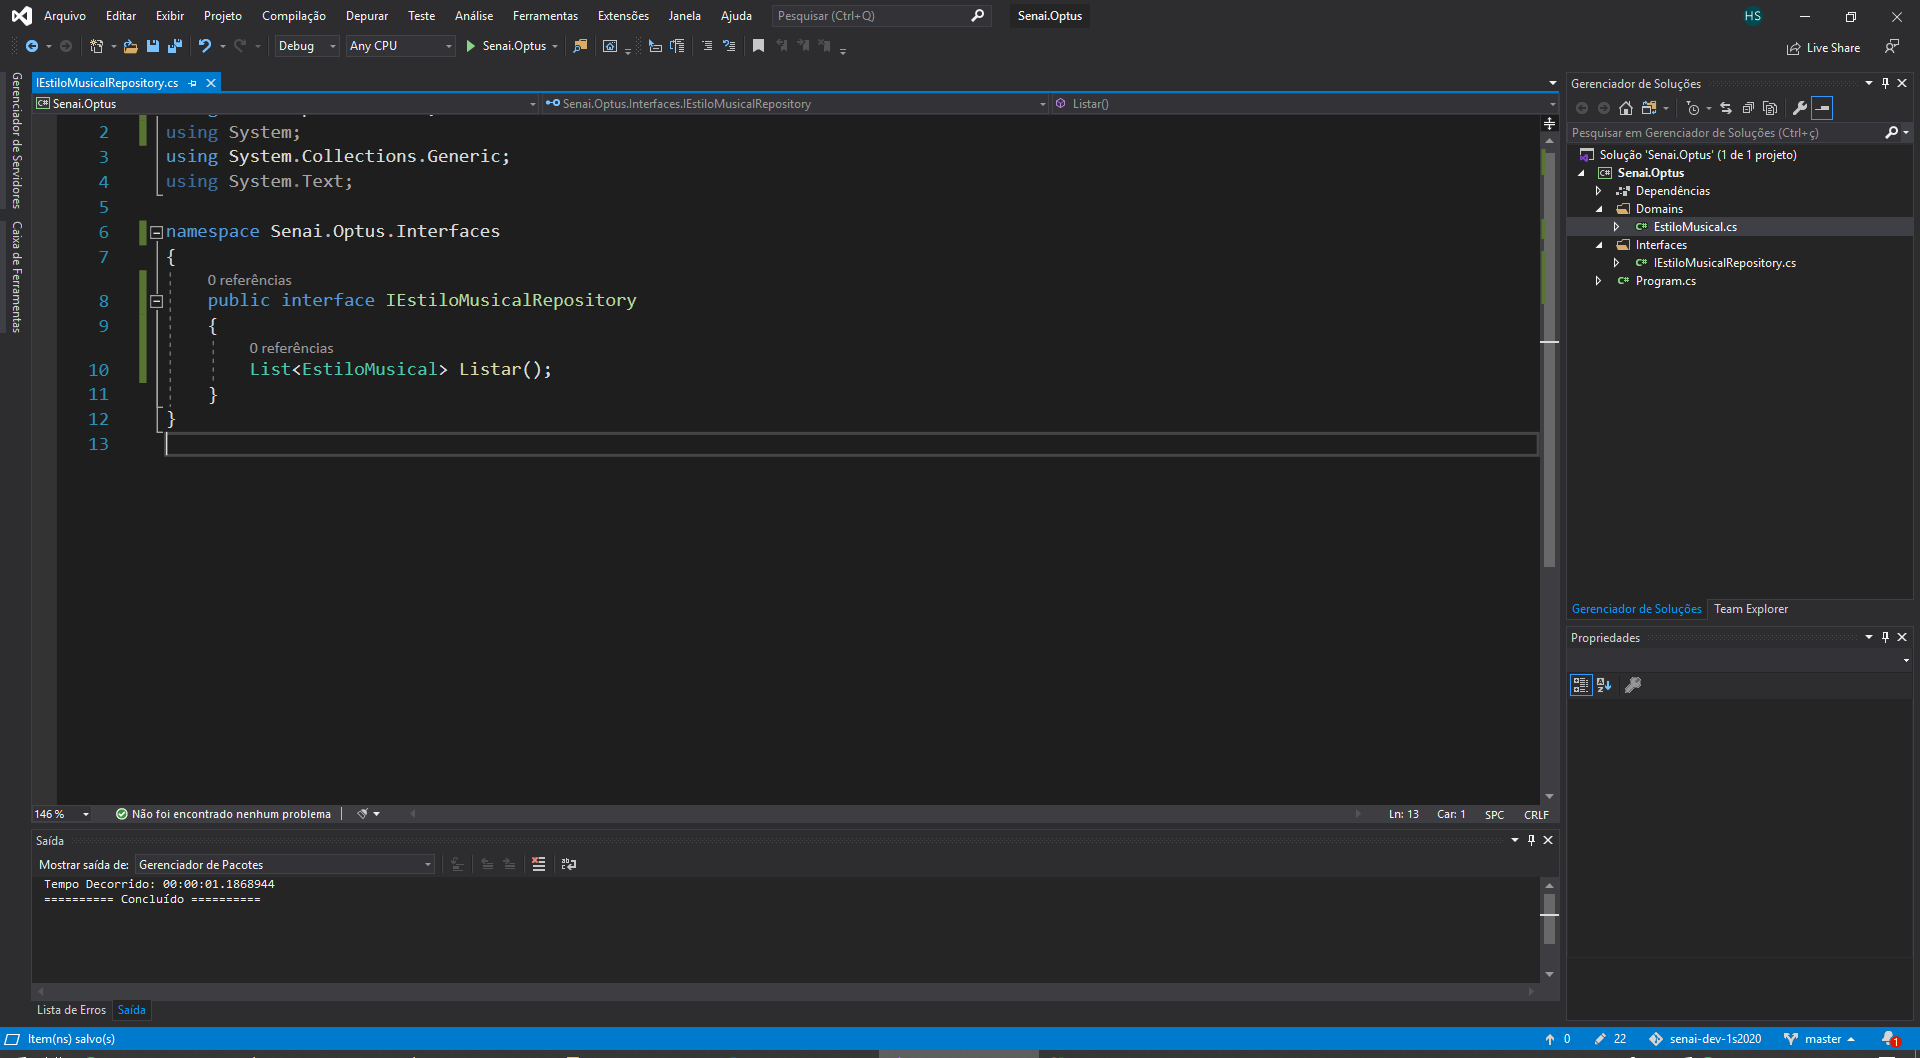 Arquivo Editar Exibir Projeto Compilação Depurar Teste Análise Ferramentas Extensões Janela Ajuda Pesquisar (Ctrl+Q) Senai.Optus HS
Debug Any CPU Senai.Optus Live Share
Gerenciador de Servidores
Caixa de Ferramentas
IEstiloMusicalRepository.cs
Senai.Optus Senai.Optus.Interfaces.IEstiloMusicalRepository Listar()
2 using System;
3 using System.Collections.Generic;
4 using System.Text;
5
6 namespace Senai.Optus.Interfaces
7 {
0 referências
8 public interface IEstiloMusicalRepository
9 {
0 referências
10 List<EstiloMusical> Listar();
11 }
12 }
13
146 % Não foi encontrado nenhum problema Ln: 13 Car: 1 SPC CRLF
Saída
Mostrar saída de: Gerenciador de Pacotes
Tempo Decorrido: 00:00:01.1868944
========== Concluído ==========
Lista de Erros Saída
Gerenciador de Soluções
Pesquisar em Gerenciador de Soluções (Ctrl+ç)
Solução 'Senai.Optus' (1 de 1 projeto)
C# Senai.Optus
Dependências
Domains
C# EstiloMusical.cs
Interfaces
C# IEstiloMusicalRepository.cs
C# Program.cs
Gerenciador de Soluções Team Explorer
Propriedades
Item(ns) salvo(s) 0 22 senai-dev-1s2020 master 1